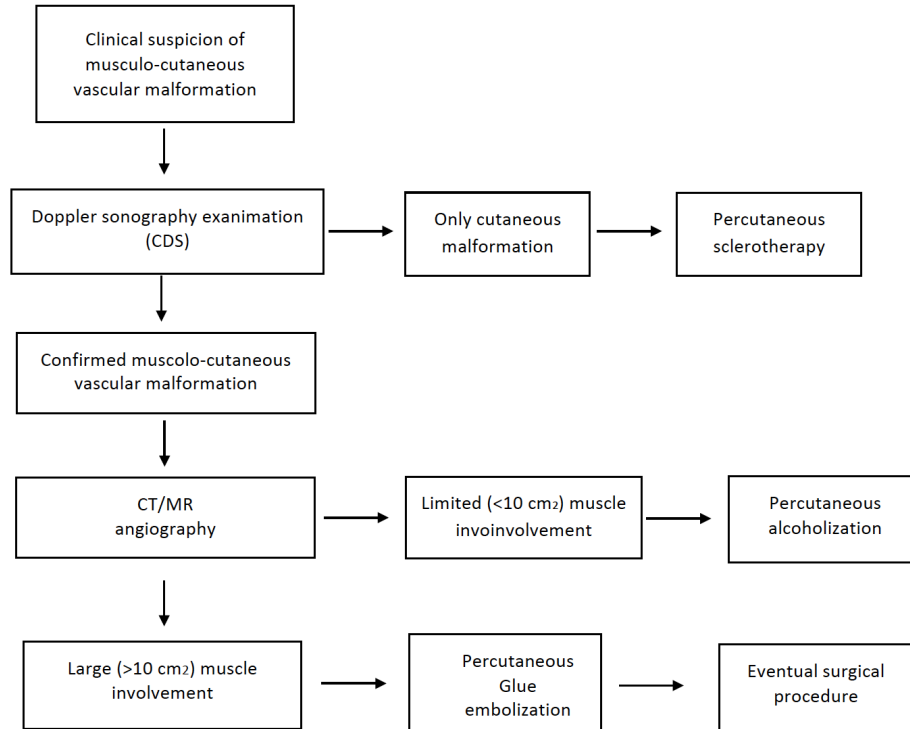 Clinical suspicion of
musculo-cutaneous
vascular malformation
Doppler sonography exanimation
(CDS)
Only cutaneous
malformation
Percutaneous
sclerotherapy
Confirmed muscolo-cutaneous
vascular malformation
CT/MR
angiography
Limited (<10 cm2) muscle
invoinvolvement
Percutaneous
alcoholization
Large (>10 cm2) muscle
involvement
Percutaneous
Glue
embolization
Eventual surgical
procedure